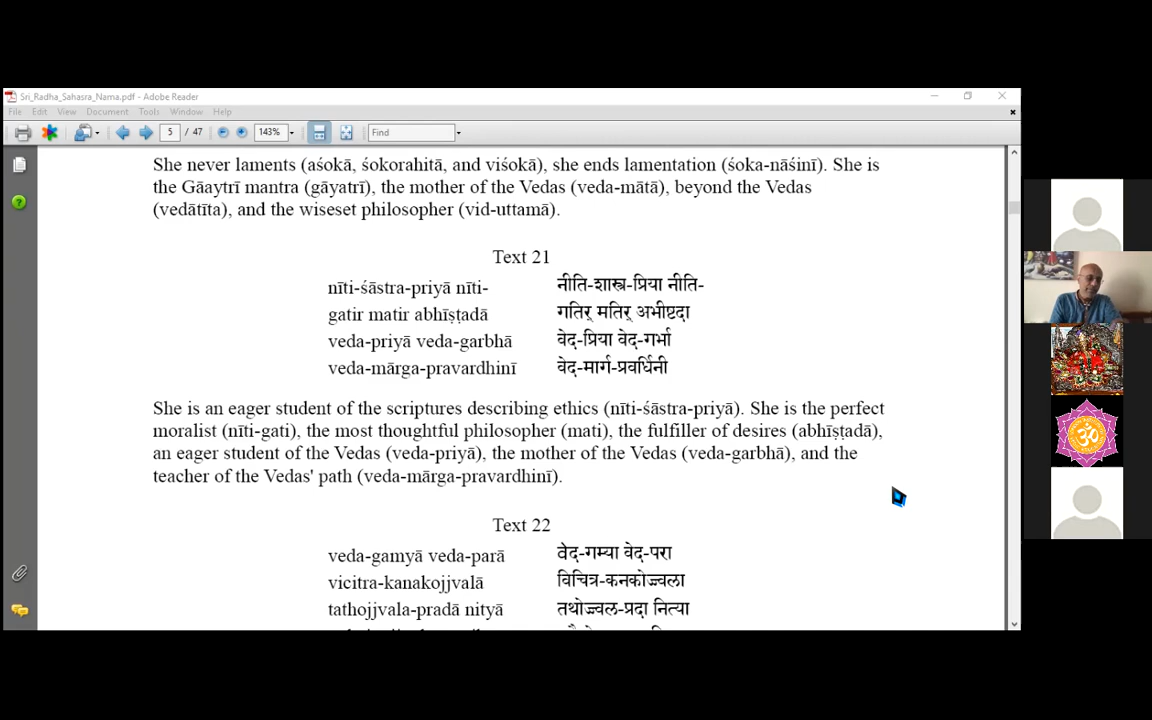 Sri_Radha_Sahasra_Nama.pdf - Adobe Reader
File Edit View Document Tools Window Help
5 / 47 143% Find
She never laments (aśokā, śokorahitā, and viśokā), she ends lamentation (śoka-nāśinī). She is
the Gāaytrī mantra (gāyatrī), the mother of the Vedas (veda-mātā), beyond the Vedas
(vedātīta), and the wiseset philosopher (vid-uttamā).
Text 21
nīti-śāstra-priyā nīti- नीति-शास्त्र-प्रिया नीति-
gatir matir abhīṣṭadā गतिर् मतिर् अभीष्टदा
veda-priyā veda-garbhā वेद-प्रिया वेद-गर्भा
veda-mārga-pravardhinī वेद-मार्ग-प्रवर्धिनी
She is an eager student of the scriptures describing ethics (nīti-śāstra-priyā). She is the perfect
moralist (nīti-gati), the most thoughtful philosopher (mati), the fulfiller of desires (abhīṣṭadā),
an eager student of the Vedas (veda-priyā), the mother of the Vedas (veda-garbhā), and the
teacher of the Vedas' path (veda-mārga-pravardhinī).
Text 22
veda-gamyā veda-parā वेद-गम्या वेद-परा
vicitra-kanakojjvalā विचित्र-कनकोज्ज्वला
tathojjvala-pradā nityā तथोज्ज्वल-प्रदा नित्या
ॐ